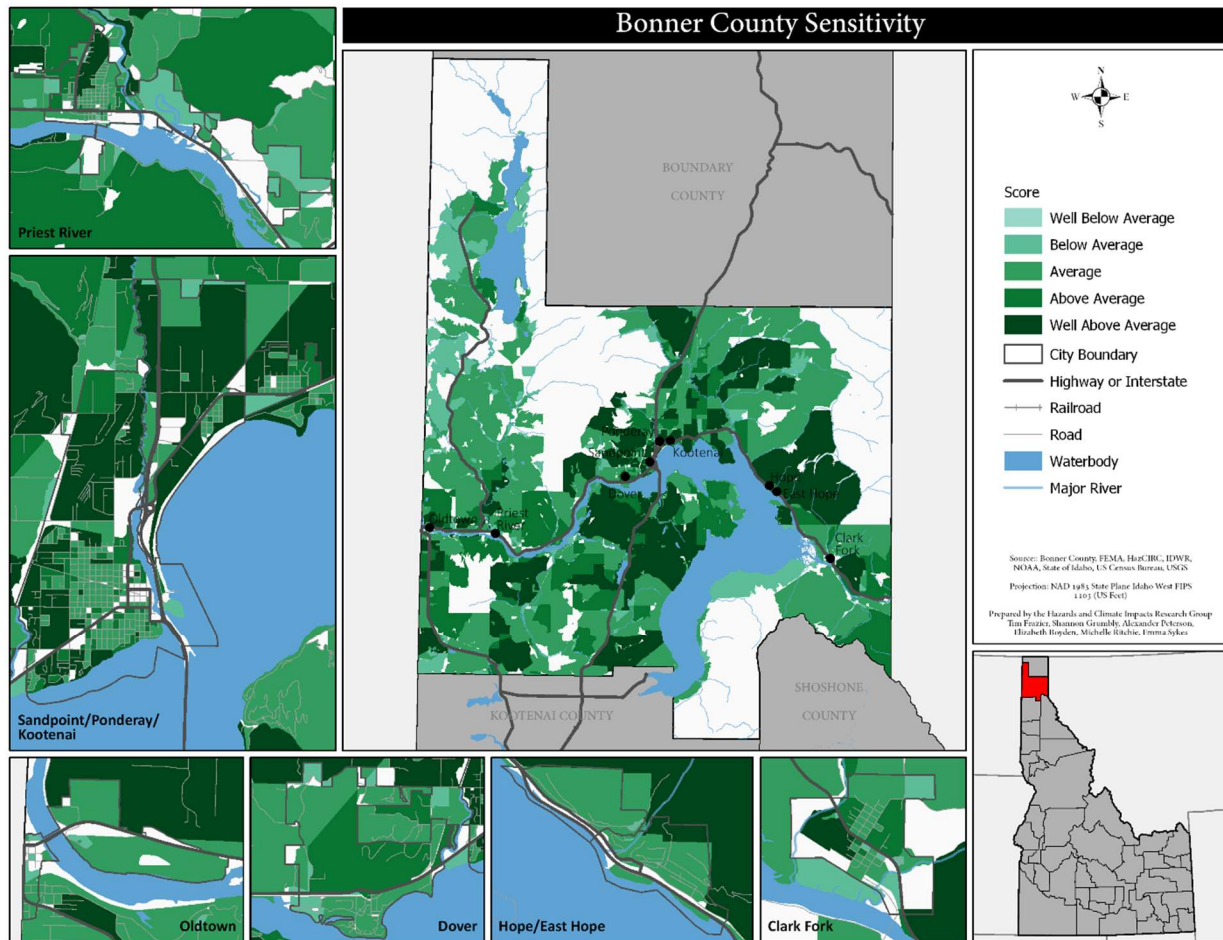 Bonner County Sensitivity
Priest River
Sandpoint/Ponderay/
Kootenai
Oldtown
Dover
Hope/East Hope
Clark Fork
BOUNDARY
COUNTY
Ponderay
Kootenai
Sandpoint
Dover
Hope
East Hope
Oldtown
Priest
River
Clark
Fork
KOOTENAI COUNTY
SHOSHONE
COUNTY
N
W E
S
Score
Well Below Average
Below Average
Average
Above Average
Well Above Average
City Boundary
Highway or Interstate
Railroad
Road
Waterbody
Major River
Source: Bonner County, FEMA, HazCIRC, IDWR,
NOAA, State of Idaho, US Census Bureau, USGS
Projection: NAD 1983 State Plane Idaho West FIPS
1103 (US Feet)
Prepared by the Hazards and Climate Impacts Research Group
Tim Frazier, Shannon Grumbly, Alexander Peterson,
Elizabeth Royden, Michelle Ritchie, Emma Sykes